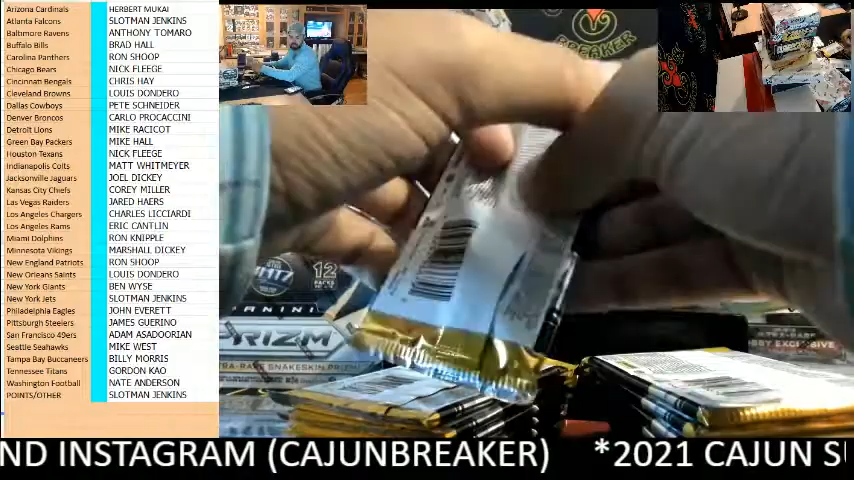 Arizona Cardinals HERBERT MUKAI
Atlanta Falcons SLOTMAN JENKINS
Baltmore Ravens ANTHONY TOMARO
Buffalo Bills BRAD HALL
Carolina Panthers RON SHOOP
Chicago Bears NICK FLEEGE
Cincinnati Bengals CHRIS HAY
Cleveland Browns LOUIS DONDERO
Dallas Cowboys PETE SCHNEIDER
Denver Broncos CARLO PROCACCINI
Detroit Lions MIKE RACICOT
Green Bay Packers MIKE HALL
Houston Texans NICK FLEEGE
Indianapolis Colts MATT WHITMEYER
Jacksonville Jaguars JOEL DICKEY
Kansas City Chiefs COREY MILLER
Las Vegas Raiders JARED HAERS
Los Angeles Chargers CHARLES LICCIARDI
Los Angeles Rams ERIC CANTLIN
Miami Dolphins RON KNIPPLE
Minnesota Vikings MARSHALL DICKEY
New England Patriots RON SHOOP
New Orleans Saints LOUIS DONDERO
New York Giants BEN WYSE
New York Jets SLOTMAN JENKINS
Philadelphia Eagles JOHN EVERETT
Pittsburgh Steelers JAMES GUERINO
San Francisco 49ers ADAM ASADOORIAN
Seattle Seahawks MIKE WEST
Tampa Bay Buccaneers BILLY MORRIS
Tennessee Titans GORDON KAO
Washington Football NATE ANDERSON
POINTS/OTHER SLOTMAN JENKINS
BREAKER
12
PACKS
PANINI
PRIZM
SNAKESKIN PRIZM
EXCLUSIVE
ND INSTAGRAM (CAJUNBREAKER) *2021 CAJUN SU